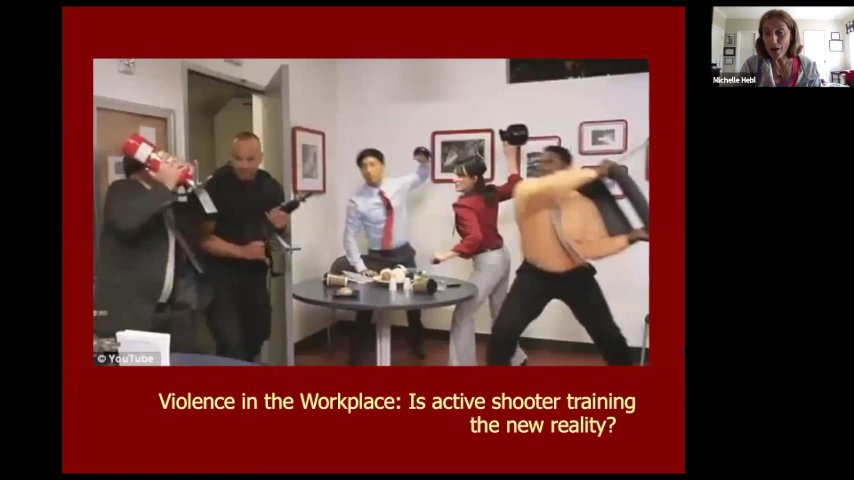 Michelle Hebl
© YouTube
Violence in the Workplace: Is active shooter training
the new reality?